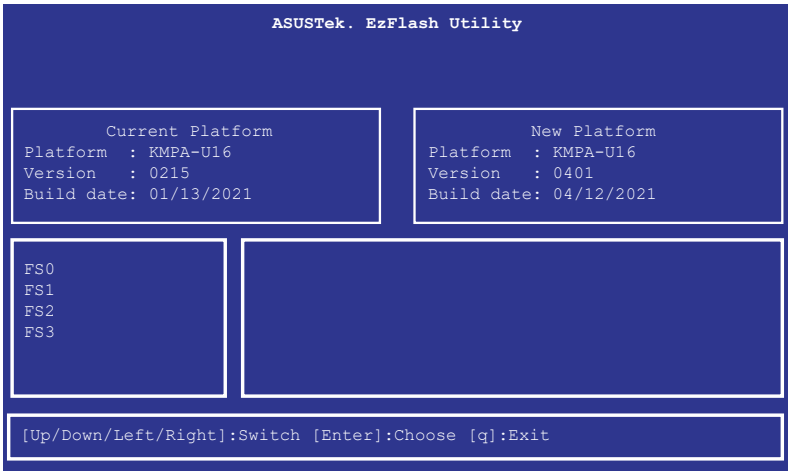 ASUSTek. EzFlash Utility
Current Platform
Platform  : KMPA-U16
Version   : 0215
Build date: 01/13/2021
New Platform
Platform  : KMPA-U16
Version   : 0401
Build date: 04/12/2021
FS0
FS1
FS2
FS3
[Up/Down/Left/Right]:Switch [Enter]:Choose [q]:Exit